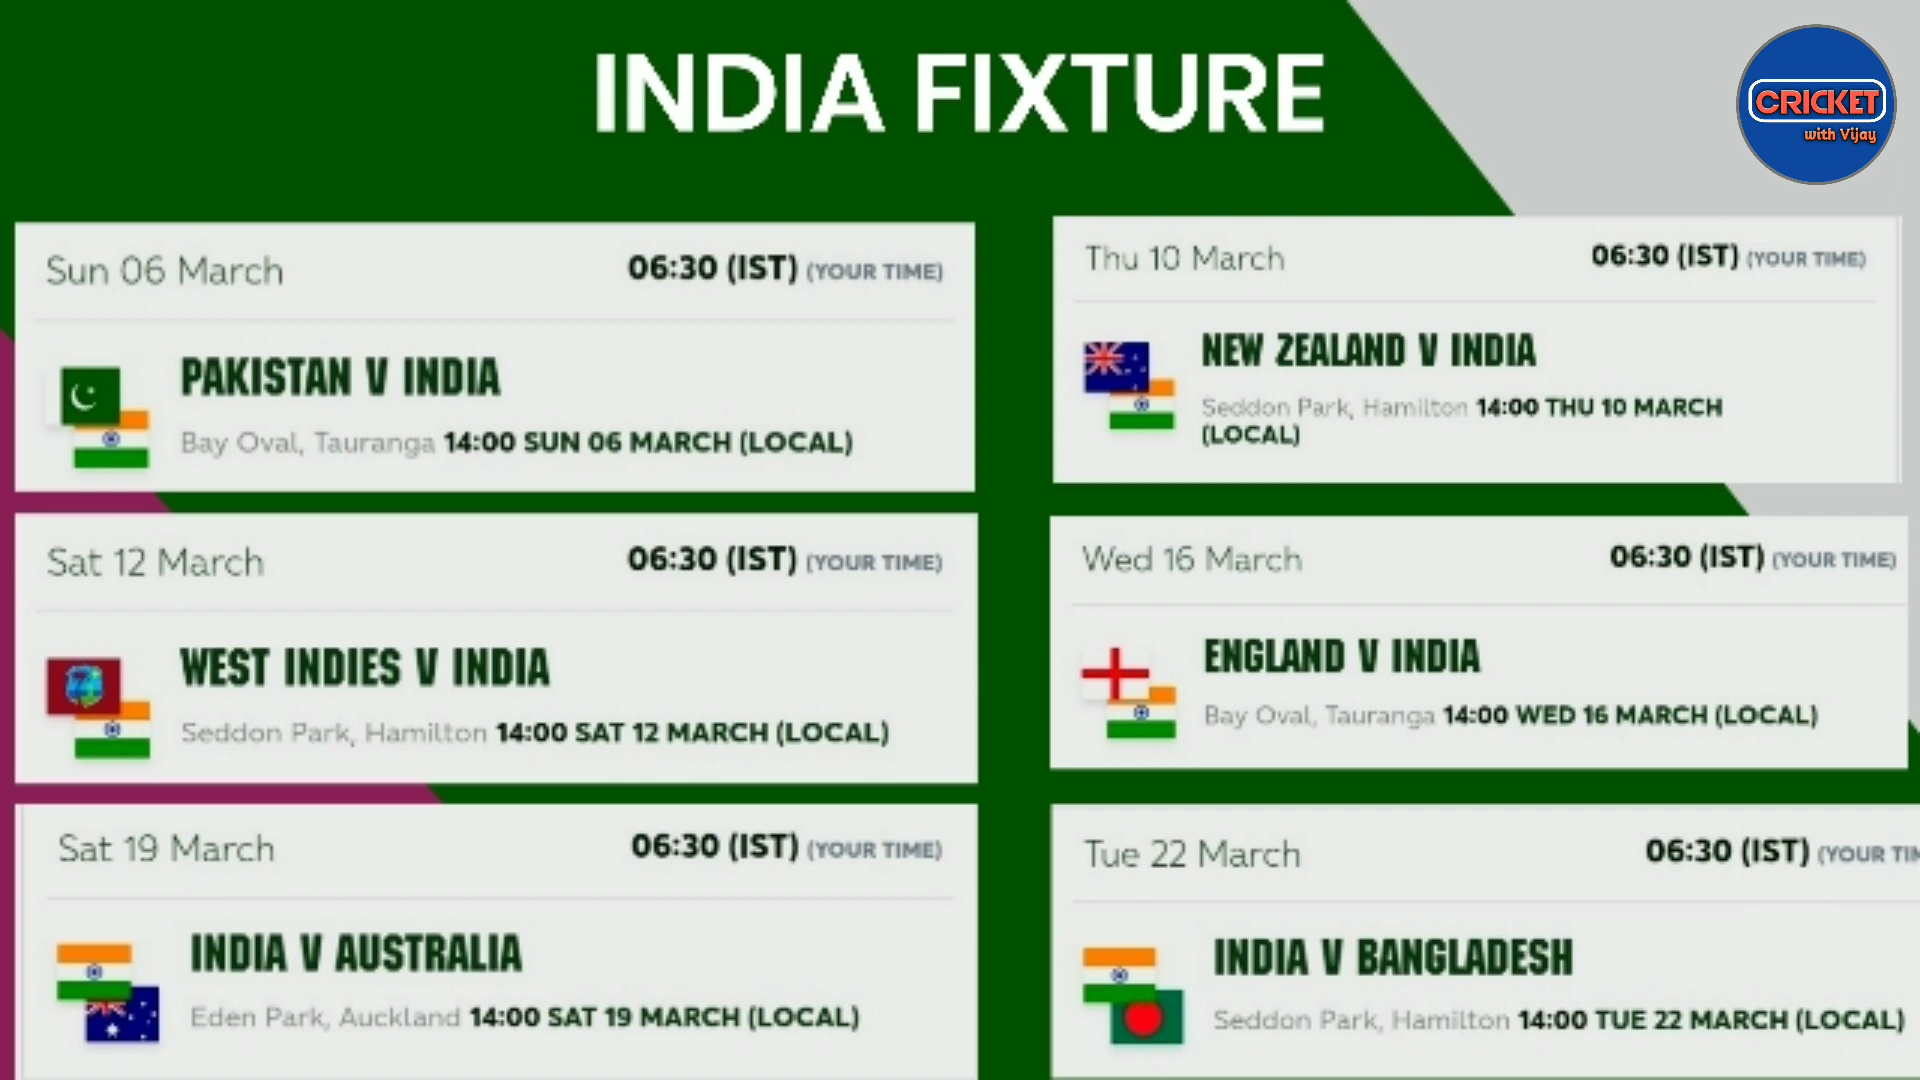 INDIA FIXTURE
CRICKET
with Vijay
Sun 06 March 06:30 (IST) (YOUR TIME)
PAKISTAN V INDIA
Bay Oval, Tauranga 14:00 SUN 06 MARCH (LOCAL)
Thu 10 March 06:30 (IST) (YOUR TIME)
NEW ZEALAND V INDIA
Seddon Park, Hamilton 14:00 THU 10 MARCH
(LOCAL)
Sat 12 March 06:30 (IST) (YOUR TIME)
WEST INDIES V INDIA
Seddon Park, Hamilton 14:00 SAT 12 MARCH (LOCAL)
Wed 16 March 06:30 (IST) (YOUR TIME)
ENGLAND V INDIA
Bay Oval, Tauranga 14:00 WED 16 MARCH (LOCAL)
Sat 19 March 06:30 (IST) (YOUR TIME)
INDIA V AUSTRALIA
Eden Park, Auckland 14:00 SAT 19 MARCH (LOCAL)
Tue 22 March 06:30 (IST) (YOUR TIM
INDIA V BANGLADESH
Seddon Park, Hamilton 14:00 TUE 22 MARCH (LOCAL)